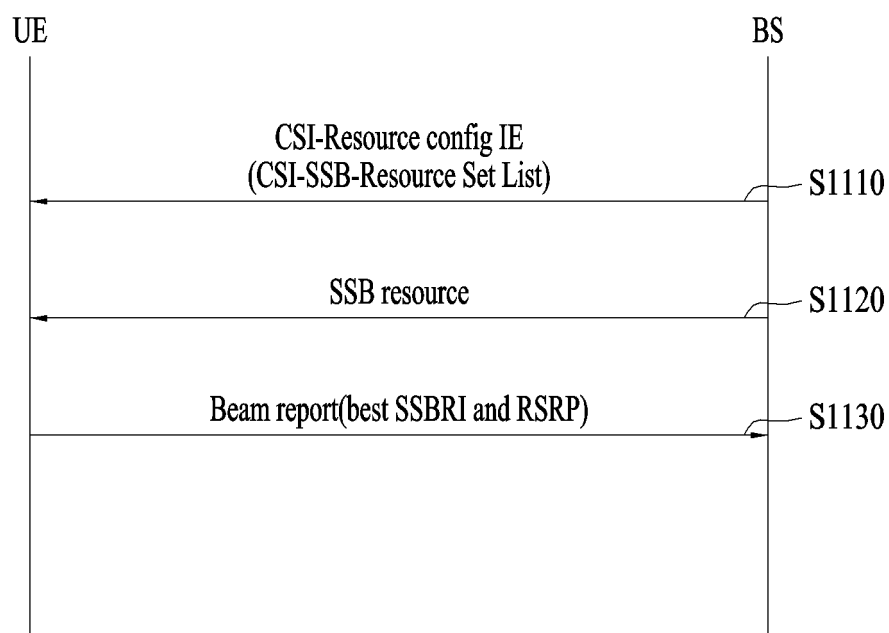 UE
BS
CSI-Resource config IE
(CSI-SSB-Resource Set List)
S1110
SSB resource
S1120
Beam report(best SSBRI and RSRP)
S1130